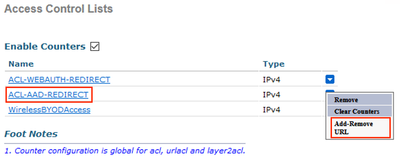 Access Control Lists
Enable Counters
Name Type
ACL-WEBAUTH-REDIRECT IPv4
ACL-AAD-REDIRECT IPv4
WirelessBYODAccess IPv4
Remove
Clear Counters
Add-Remove
URL
Foot Notes
1. Counter configuration is global for acl, urlacl and layer2acl.